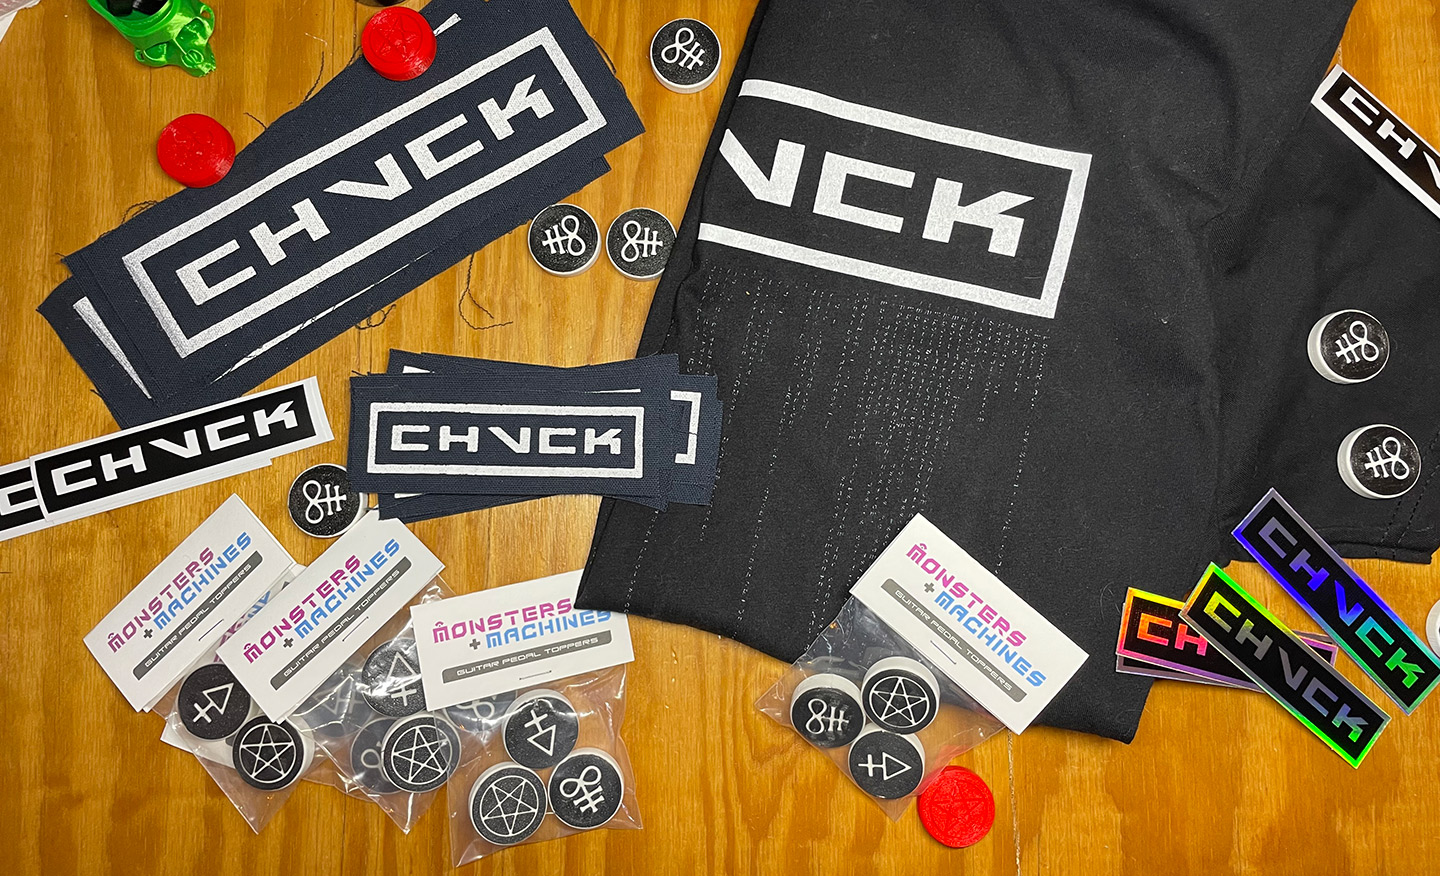 CHVCK
VCK
CHV
CHVCK
CHVCK
C
CHVCK
CHVCK
CH
MONSTERS
+MACHINES
GUITAR PEDAL TOPPERS
MONSTERS
+MACHINES
GUITAR PEDAL TOPPERS
MONSTERS
+MACHINES
GUITAR PEDAL TOPPERS
MONSTERS
+MACHINES
GUITAR PEDAL TOPPERS